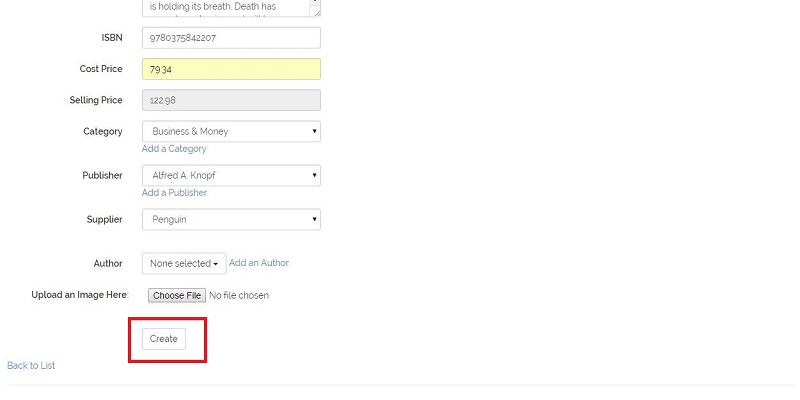 is holding its breath. Death has
ISBN 9780375842207
Cost Price 79.34
Selling Price 122.98
Category Business & Money
Add a Category
Publisher Alfred A. Knopf
Add a Publisher
Supplier Penguin
Author None selected Add an Author
Upload an Image Here: Choose File No file chosen
Create
Back to List